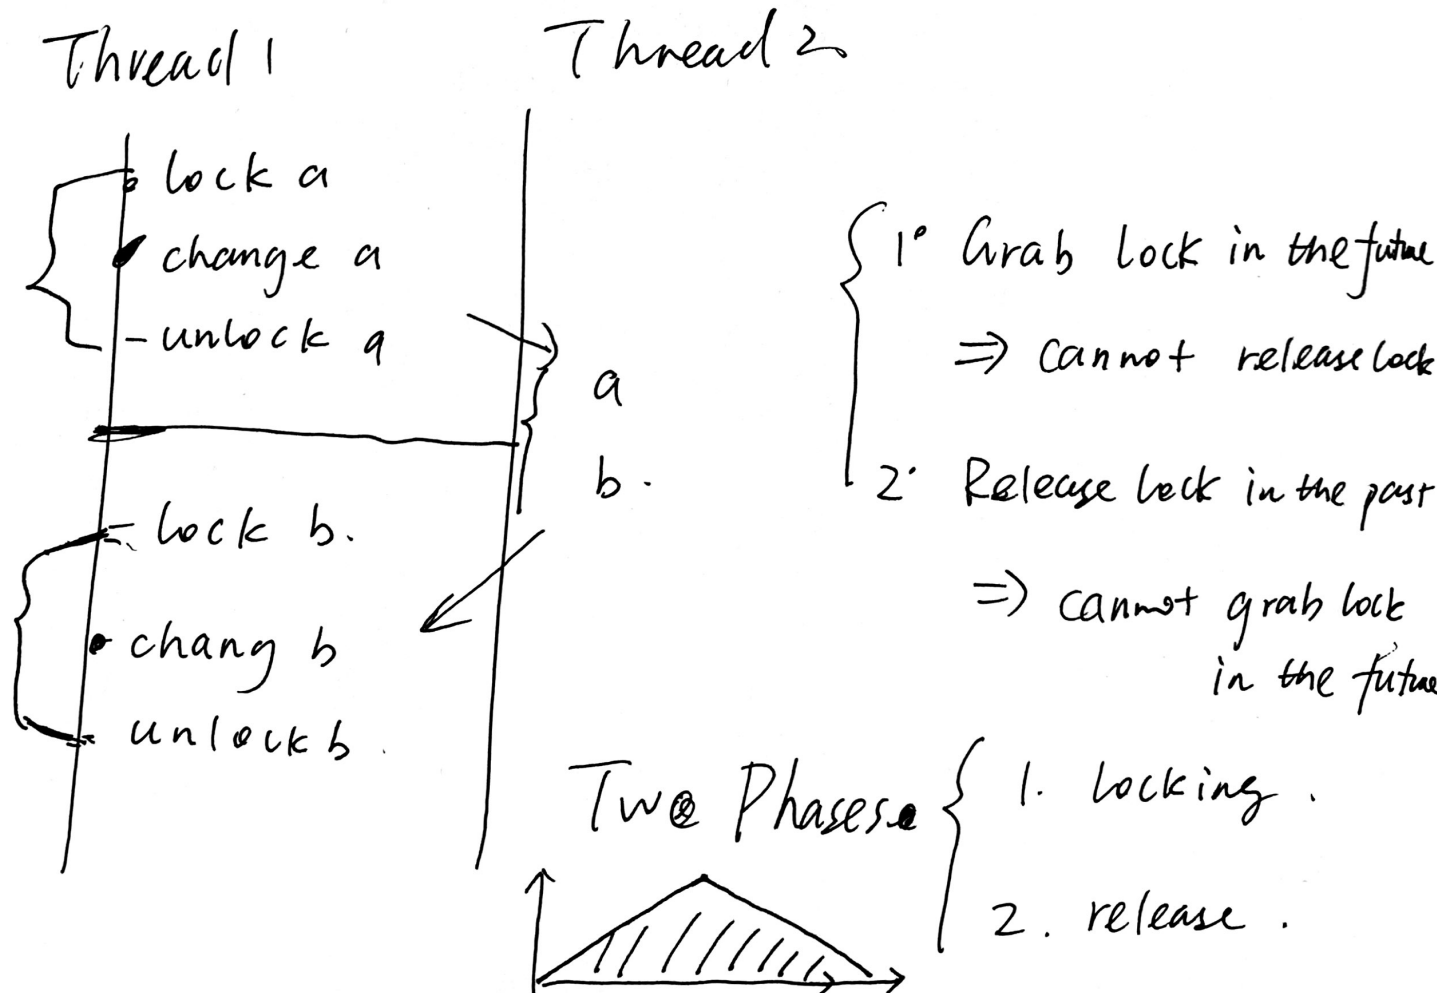 Thread 1
Thread 2
lock a
change a
unlock a
a
b.
lock b.
chang b
unlock b.
1° Grab lock in the future
⇒ cannot release lock
2° Release lock in the past
⇒ cannot grab lock
in the future
Two Phases.
1. locking.
2. release.